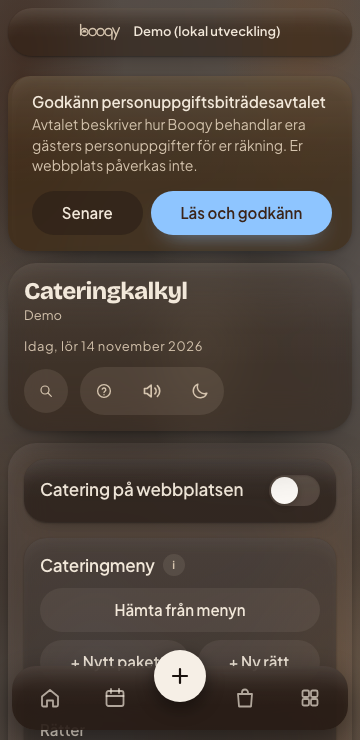 booqy Demo (lokal utveckling)
Godkänn personuppgiftsbiträdesavtalet
Avtalet beskriver hur Booqy behandlar era
gästers personuppgifter för er räkning. Er
webbplats påverkas inte.
Senare Läs och godkänn
Cateringkalkyl
Demo
Idag, lör 14 november 2026
Catering på webbplatsen
Cateringmeny i
Hämta från menyn
+ Nytt paket + Ny rätt
Rätter